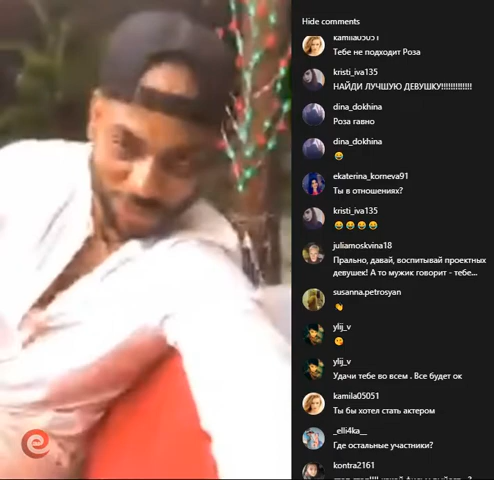 Hide comments
kamila05051
Тебе не подходит Роза
kristi_iva135
НАЙДИ ЛУЧШУЮ ДЕВУШКУ!!!!!!!!!!!!!
dina_dokhina
Роза гавно
dina_dokhina
😂
ekaterina_korneva91
Ты в отношениях?
kristi_iva135
😂😂😂😂
juliamoskvina18
Прально, давай, воспитывай проектных
девушек! А то мужик говорит - тебе...
susanna.petrosyan
👏
ylij_v
😘
ylij_v
Удачи тебе во всем . Все будет ок
kamila05051
Ты бы хотел стать актером
_elli4ka__
Где остальные участники?
kontra2161